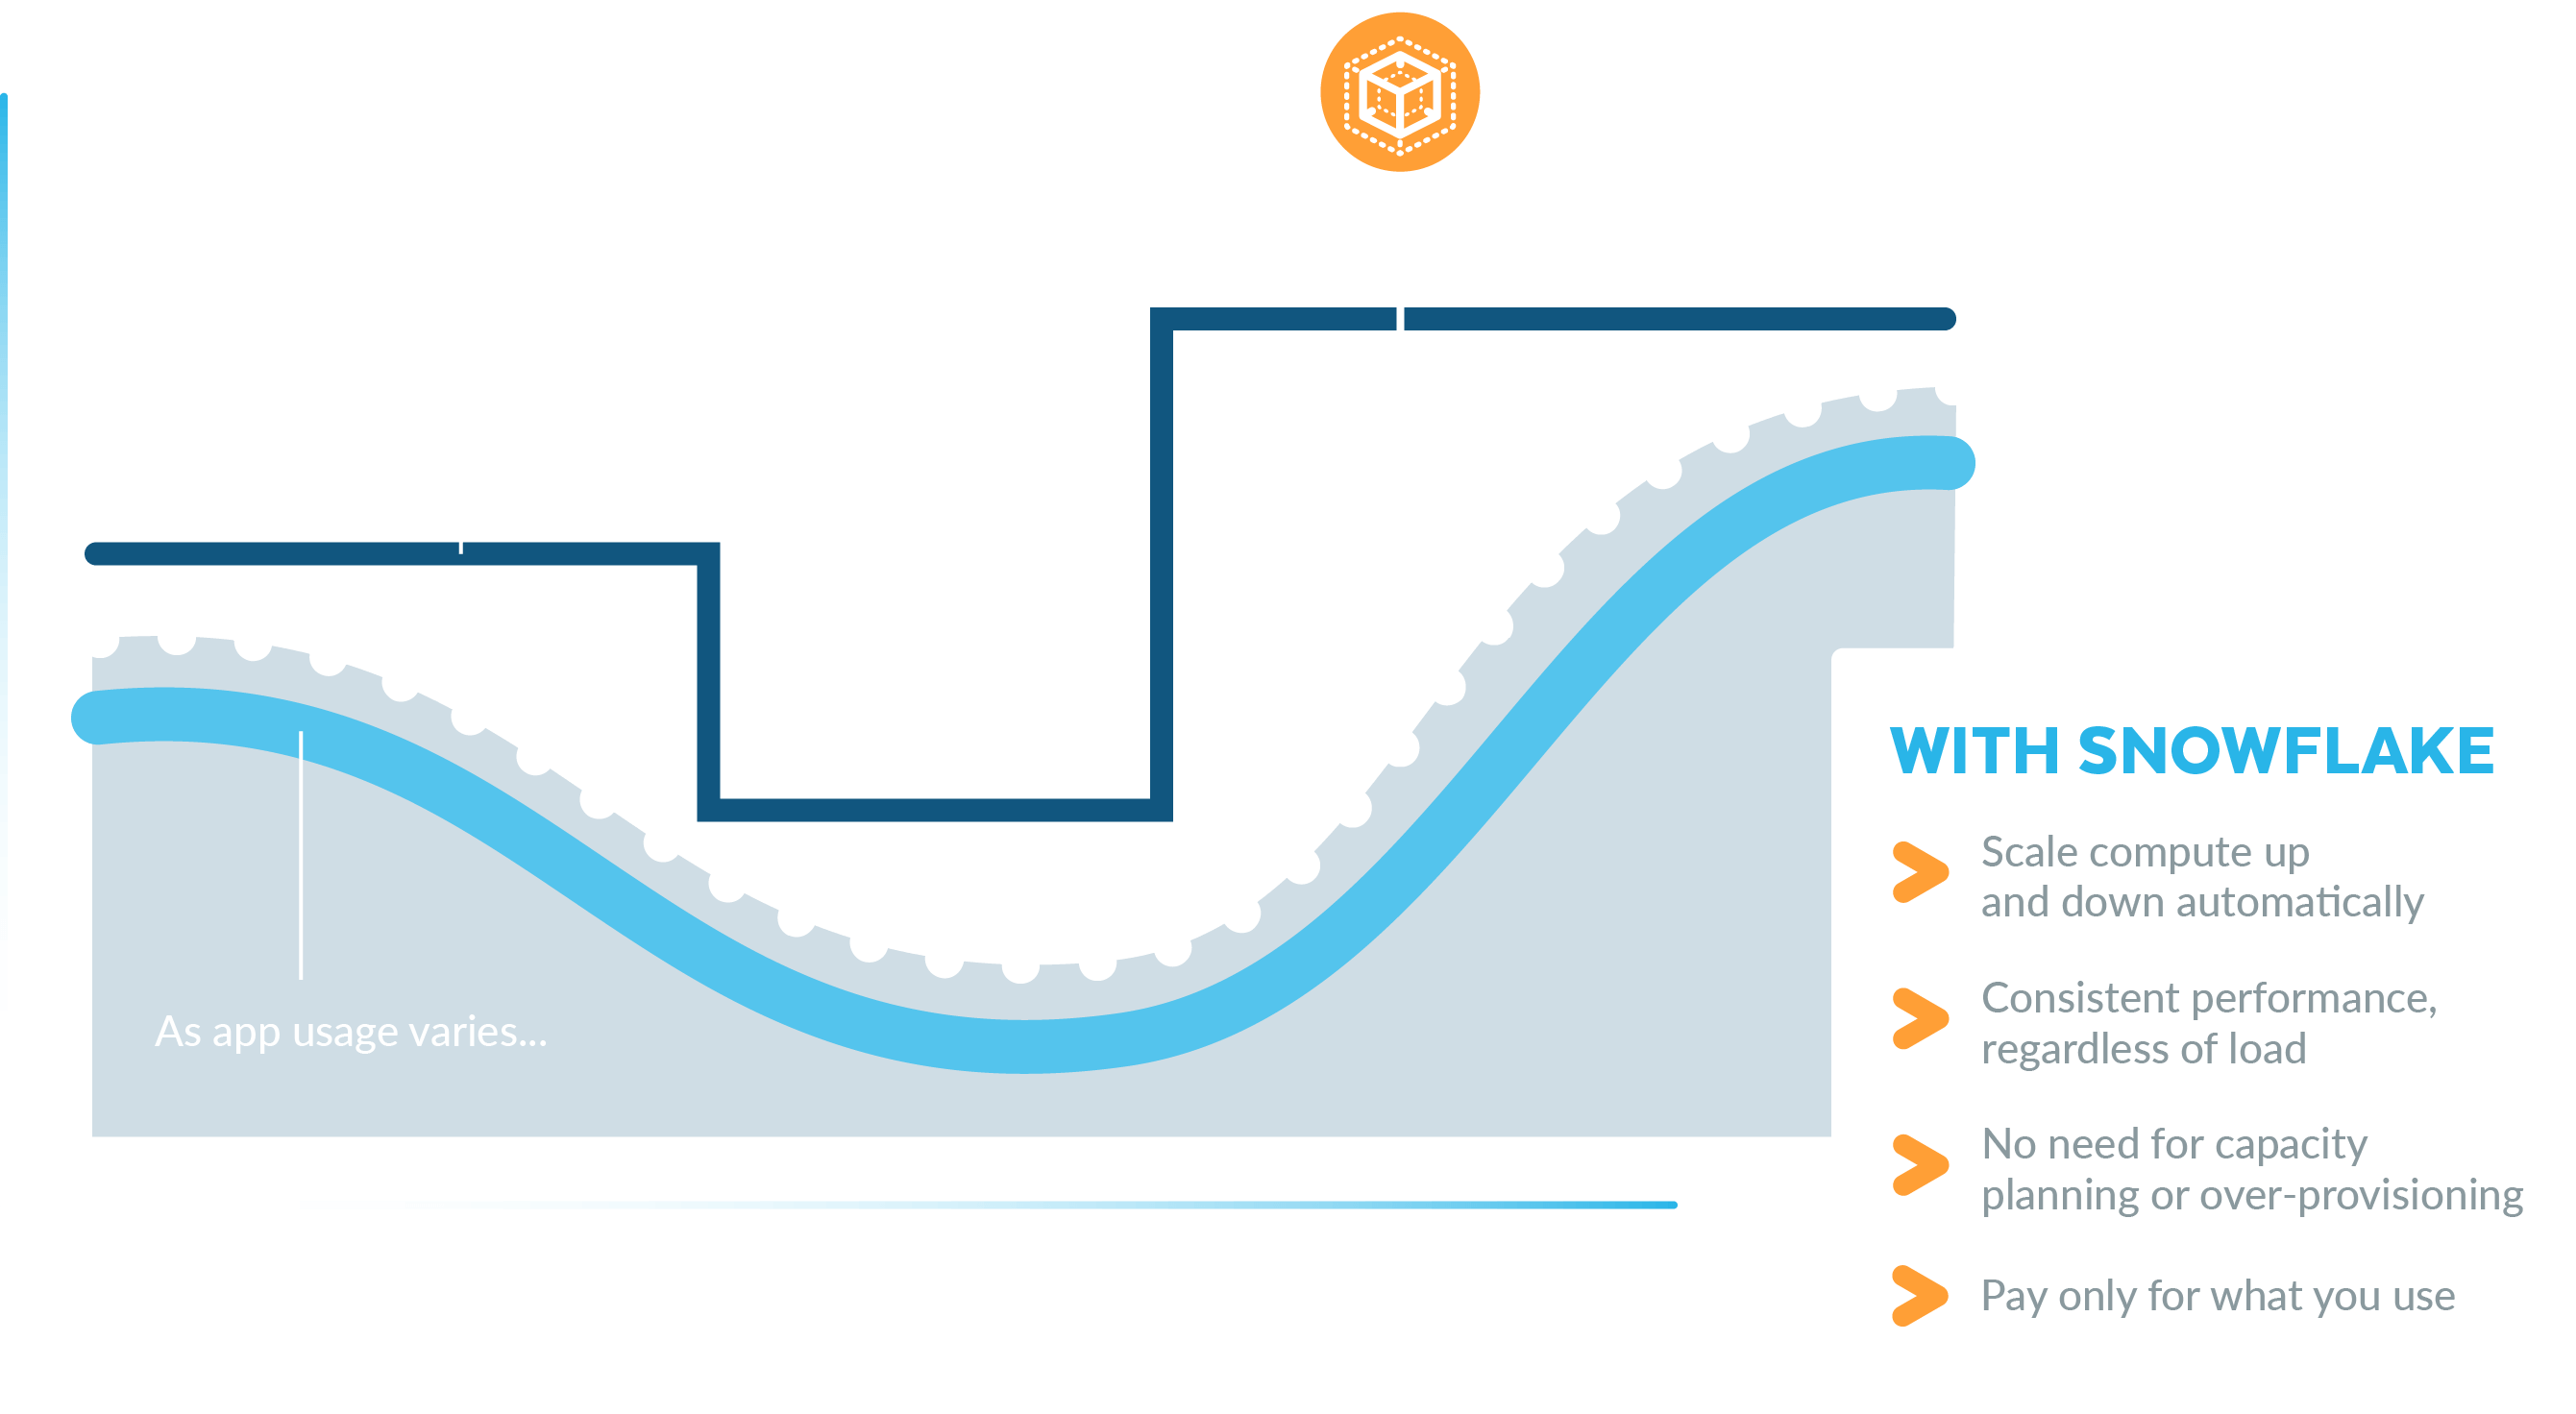 As app usage varies...
WITH SNOWFLAKE
Scale compute up
and down automatically
Consistent performance,
regardless of load
No need for capacity
planning or over-provisioning
Pay only for what you use